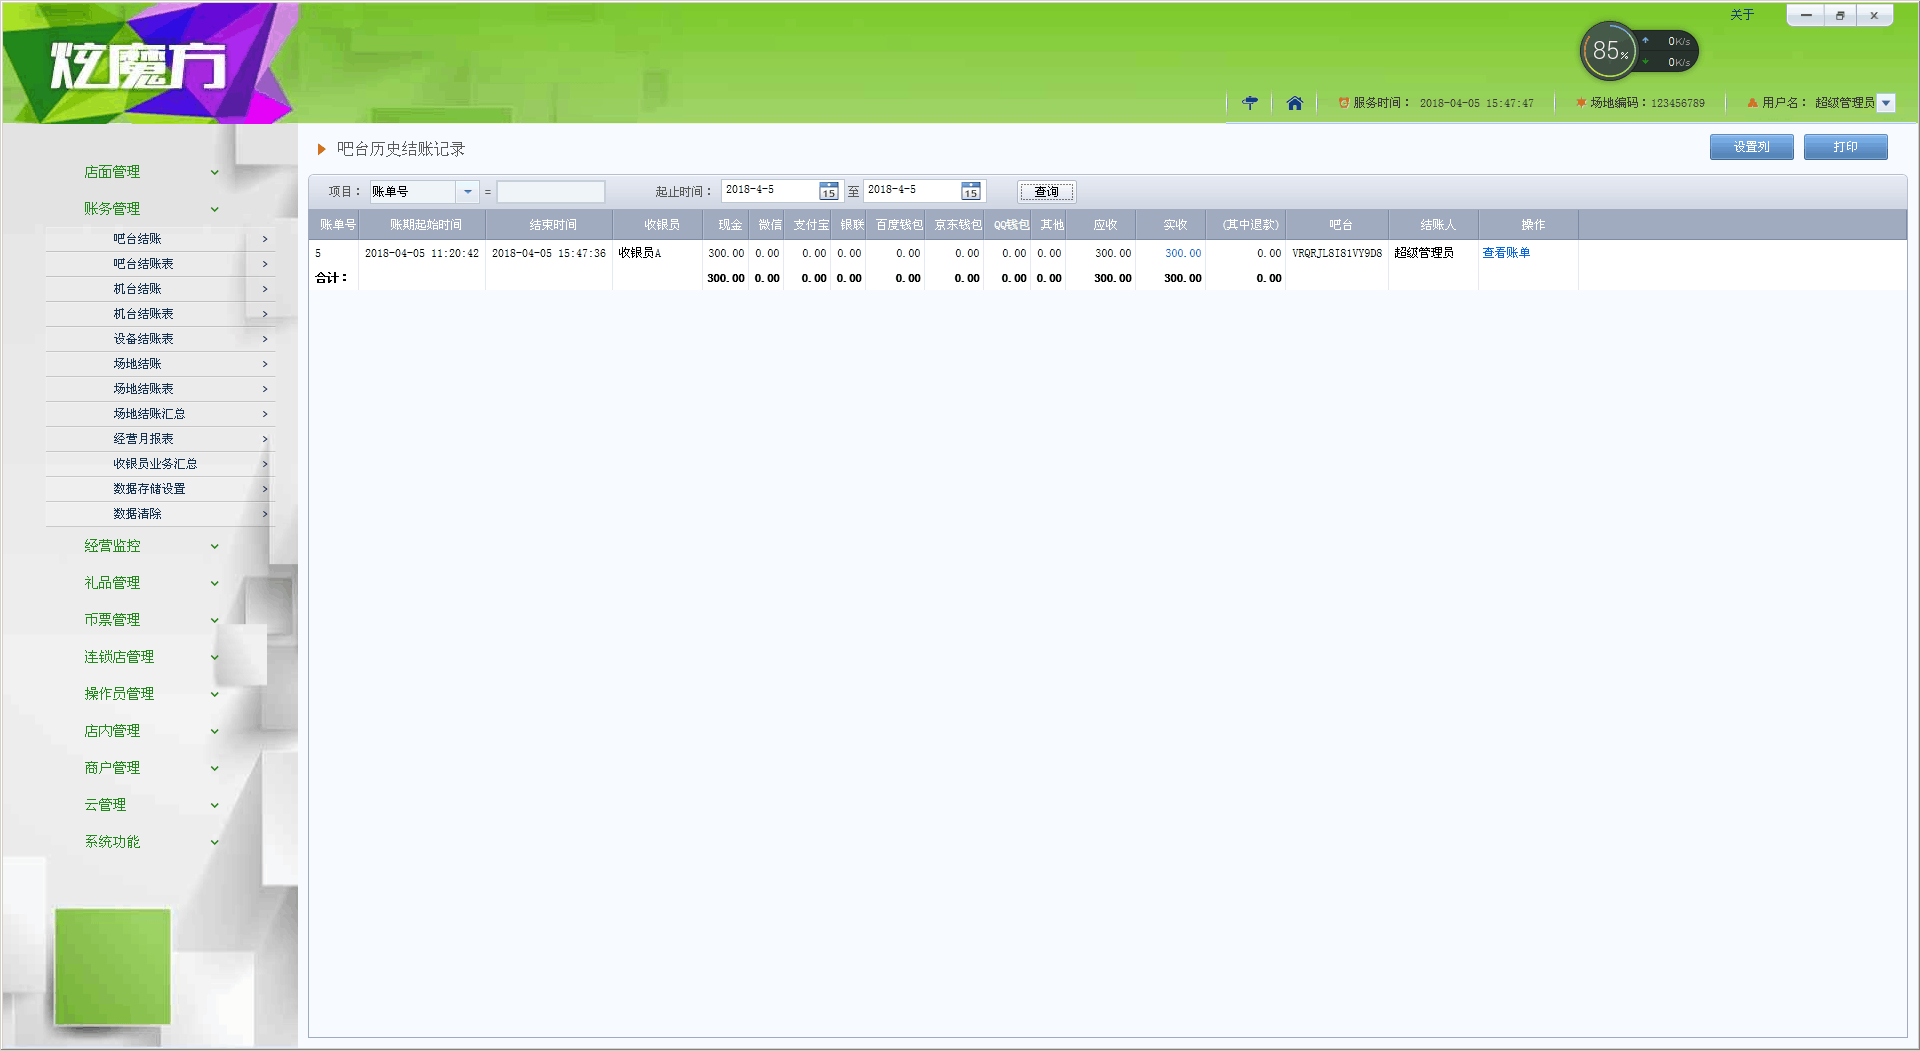 炫魔方
关于
85%
0K/s
0K/s
服务时间： 2018-04-05 15:47:47
场地编码：123456789
用户名： 超级管理员
店面管理
账务管理
吧台结账
吧台结账表
机台结账
机台结账表
设备结账表
场地结账
场地结账表
场地结账汇总
经营月报表
收银员业务汇总
数据存储设置
数据清除
经营监控
礼品管理
币票管理
连锁店管理
操作员管理
店内管理
商户管理
云管理
系统功能
吧台历史结账记录
设置列 打印
项目： 账单号 = 起止时间： 2018-4-5 15 至 2018-4-5 15 查询
账单号 账期起始时间 结束时间 收银员 现金 微信 支付宝 银联 百度钱包 京东钱包 QQ钱包 其他 应收 实收 (其中退款) 吧台 结账人 操作
5 2018-04-05 11:20:42 2018-04-05 15:47:36 收银员A 300.00 0.00 0.00 0.00 0.00 0.00 0.00 0.00 300.00 300.00 0.00 VRQRJL8I81VY9D8 超级管理员 查看账单
合计： 300.00 0.00 0.00 0.00 0.00 0.00 0.00 0.00 300.00 300.00 0.00